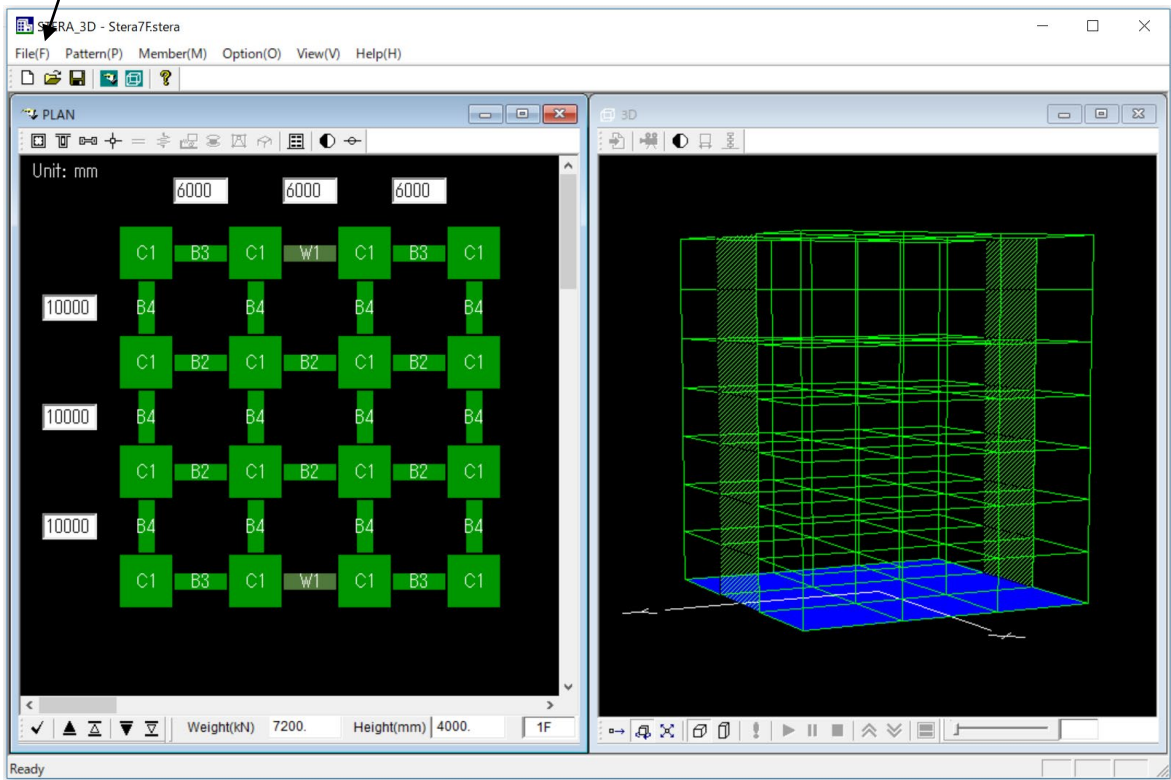 STERA_3D - Stera7F.stera
File(F) Pattern(P) Member(M) Option(O) View(V) Help(H)
PLAN
Unit: mm
6000 6000 6000
C1 B3 C1 W1 C1 B3 C1
10000 B4 B4 B4 B4
C1 B2 C1 B2 C1 B2 C1
10000 B4 B4 B4 B4
C1 B2 C1 B2 C1 B2 C1
10000 B4 B4 B4 B4
C1 B3 C1 W1 C1 B3 C1
Weight(kN) 7200. Height(mm) 4000. 1F
3D
Ready